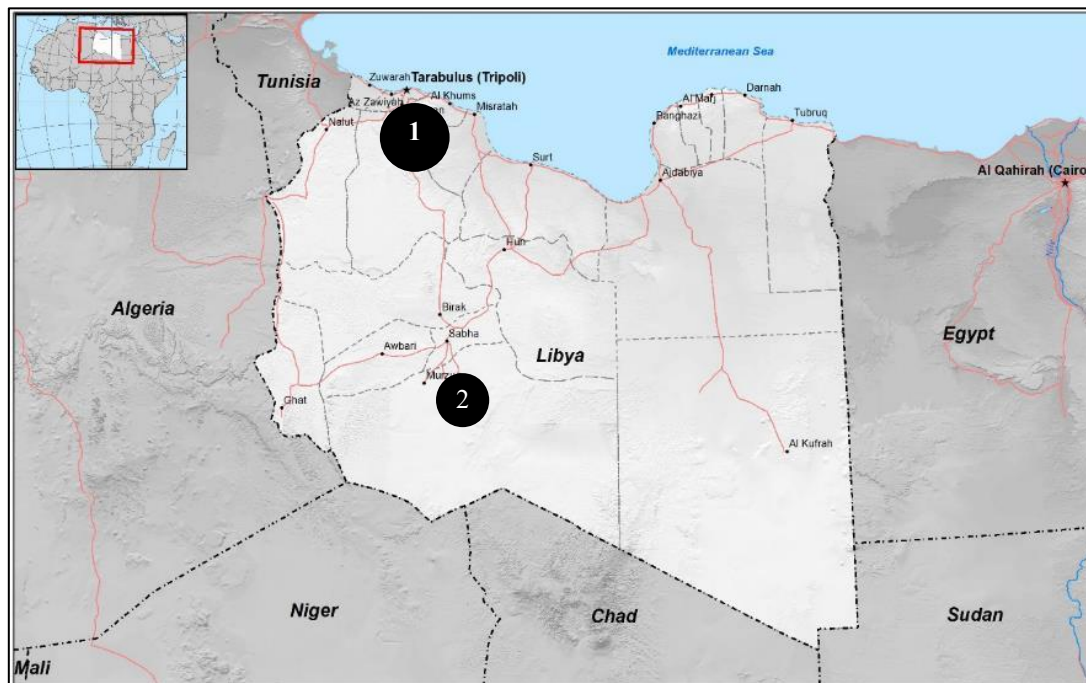 Mediterranean Sea
Tunisia
Zuwarah
Tarabulus (Tripoli)
Az Zawiyah
Al Khums
Misratah
Nalut
1
Surt
Al Marj
Darnah
Banghazi
Tubruq
Ajdabiya
Al Qahirah (Cairo
Nile
Hun
Algeria
Birak
Sabha
Awbari
Libya
Egypt
2
Ghat
Al Kufrah
Niger
Chad
Sudan
Mali